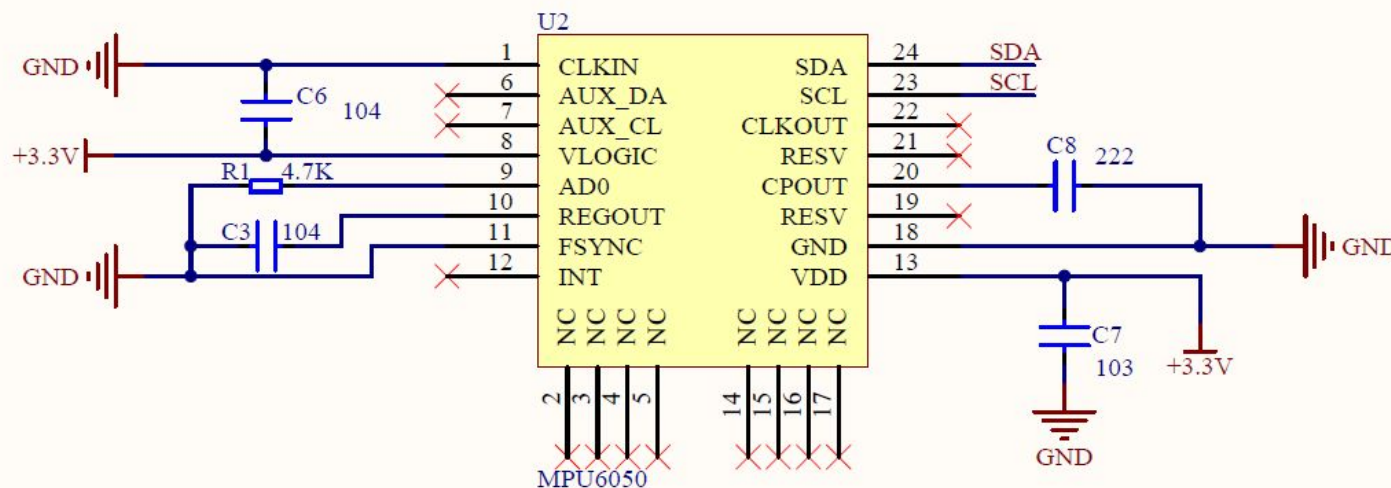 U2
GND
1 CLKIN
SDA 24 SDA
6 AUX_DA
SCL 23 SCL
C6
104
7 AUX_CL
CLKOUT 22
+3.3V
8 VLOGIC
RESV 21
R1 4.7K
9 AD0
CPOUT 20
C8
222
10 REGOUT
RESV 19
C3 104
11 FSYNC
GND 18
GND
GND
12 INT
VDD 13
NC NC NC NC
NC NC NC NC
C7
103
+3.3V
2 3 4 5
14 15 16 17
GND
MPU6050